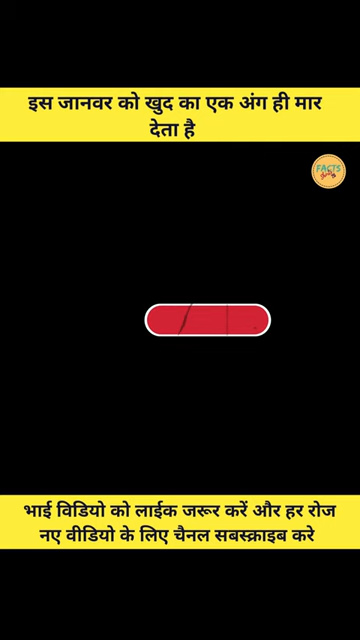 इस जानवर को खुद का एक अंग ही मार
देता है
FACTS
भाई विडियो को लाईक जरूर करें और हर रोज
नए वीडियो के लिए चैनल सबस्क्राइब करे